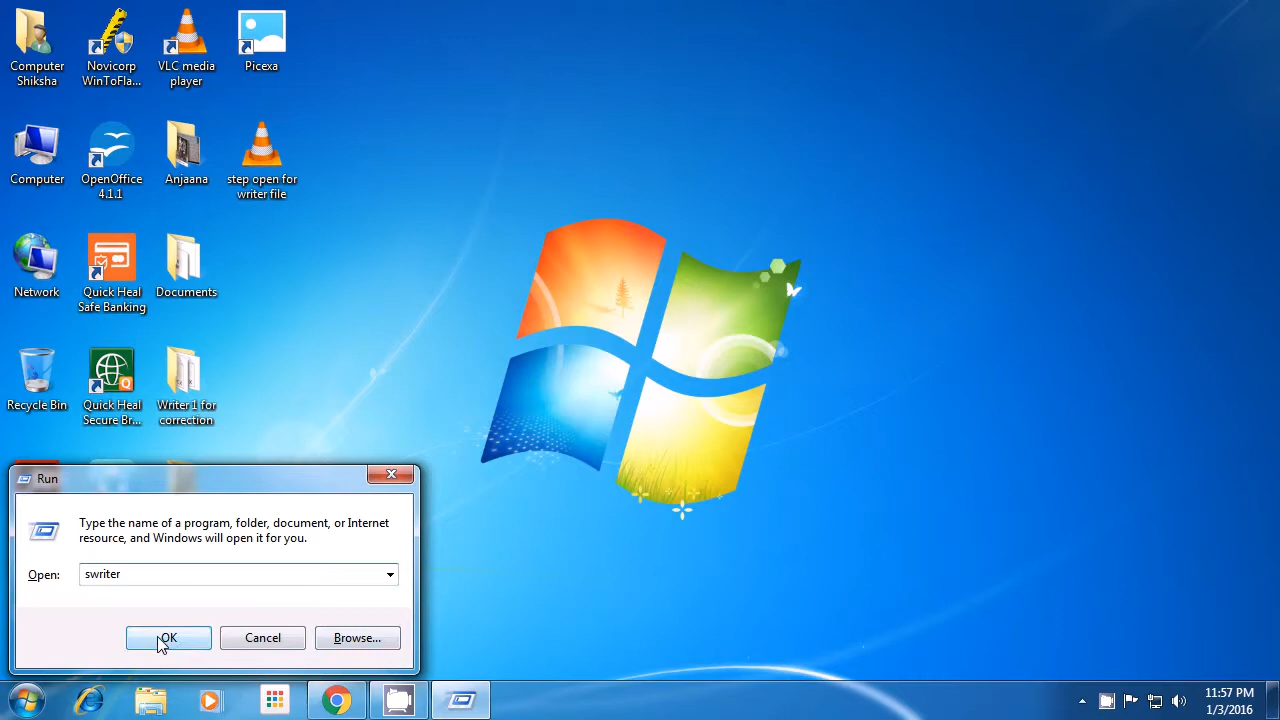 Computer
Shiksha
Novicorp
WinToFla...
VLC media
player
Picexa
Computer
OpenOffice
4.1.1
Anjaana
step open for
writer file
Network
Quick Heal
Safe Banking
Documents
Recycle Bin
Quick Heal
Secure Br...
Writer 1 for
correction
Run
Type the name of a program, folder, document, or Internet
resource, and Windows will open it for you.
Open: swriter
OK Cancel Browse...
11:57 PM
1/3/2016